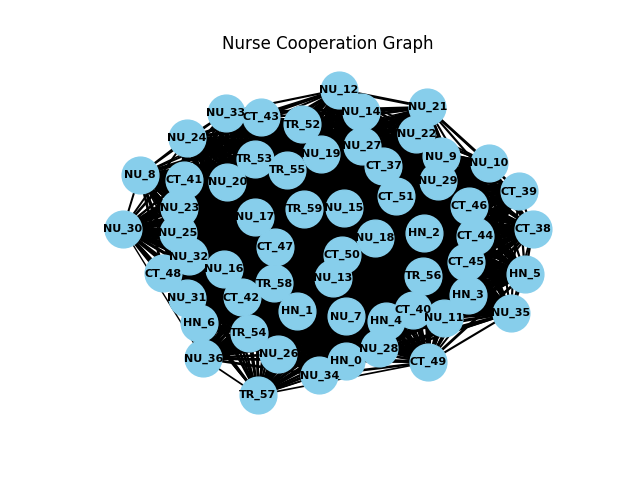 Nurse Cooperation Graph
NU_12
NU_21
NU_14
NU_33
CT_43
TR_52
NU_22
NU_24
NU_27
NU_19
NU_9
TR_53
NU_10
CT_37
TR_55
NU_8
CT_41
NU_20
NU_29
CT_39
CT_51
CT_46
NU_23
TR_59
NU_15
NU_17
NU_30
CT_38
NU_25
HN_2
CT_44
NU_18
CT_47
CT_50
NU_32
CT_45
NU_16
CT_48
HN_5
TR_56
NU_13
TR_58
HN_3
NU_31
CT_42
CT_40
HN_1
NU_35
NU_7
NU_11
HN_4
HN_6
TR_54
NU_28
NU_26
NU_36
HN_0
CT_49
NU_34
TR_57